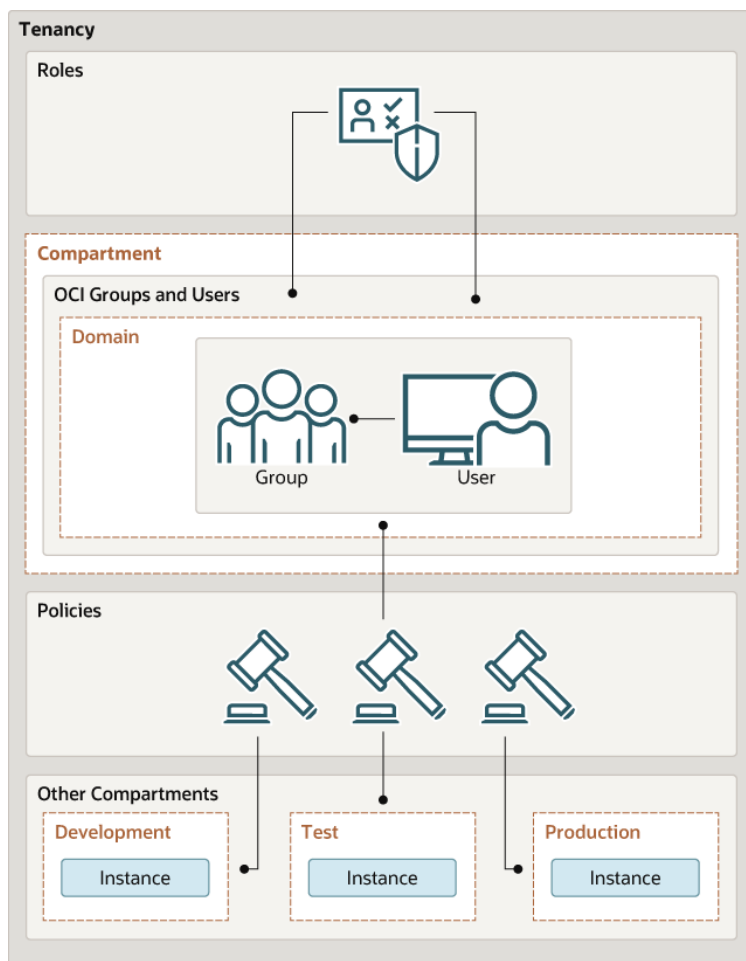 Tenancy
Roles
Compartment
OCI Groups and Users
Domain
Group
User
Policies
Other Compartments
Development
Test
Production
Instance
Instance
Instance